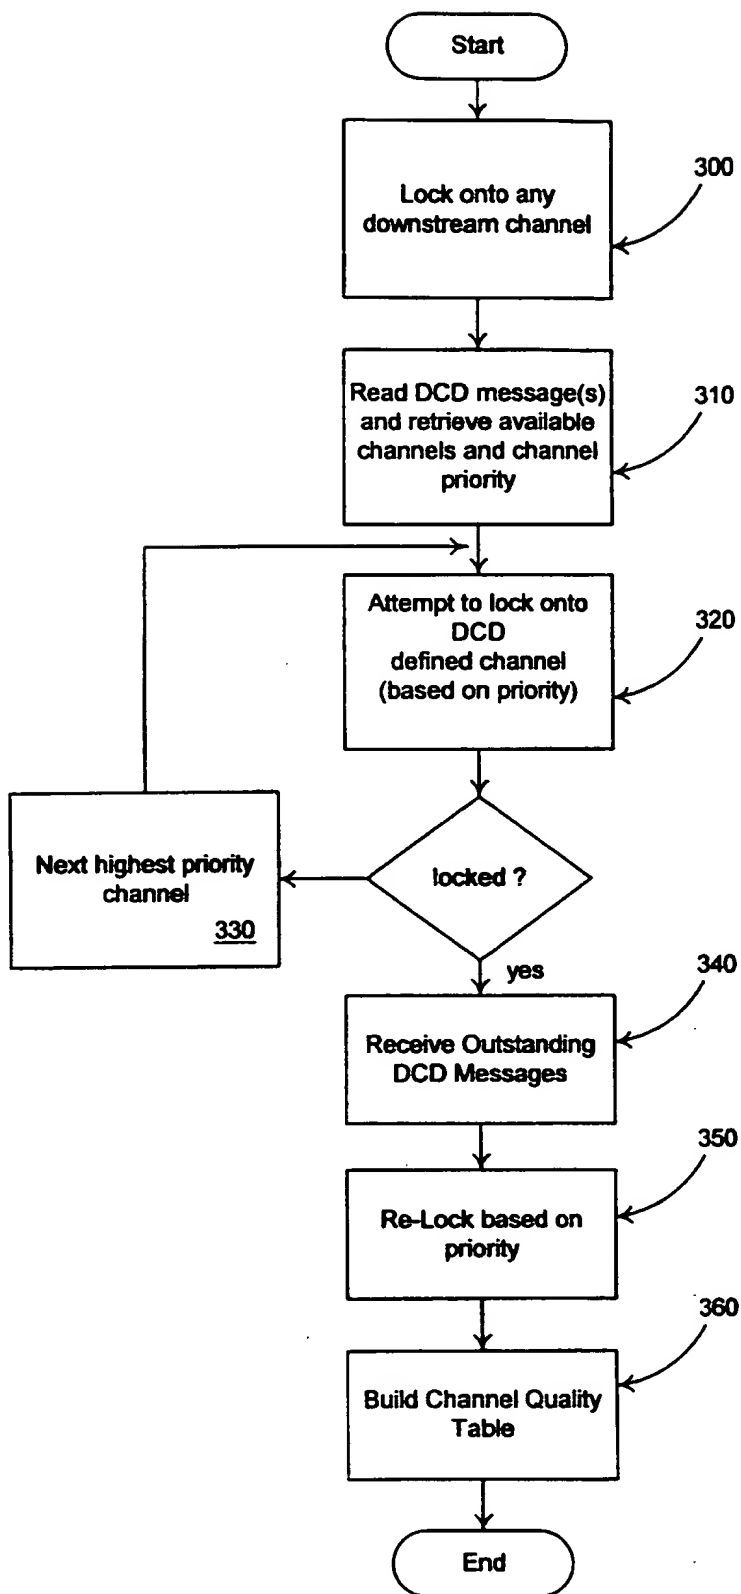 Start
Lock onto any
downstream channel
300
Read DCD message(s)
and retrieve available
channels and channel
priority
310
Attempt to lock onto
DCD
defined channel
(based on priority)
320
locked ?
Next highest priority
channel
330
yes
Receive Outstanding
DCD Messages
340
Re-Lock based on
priority
350
Build Channel Quality
Table
360
End